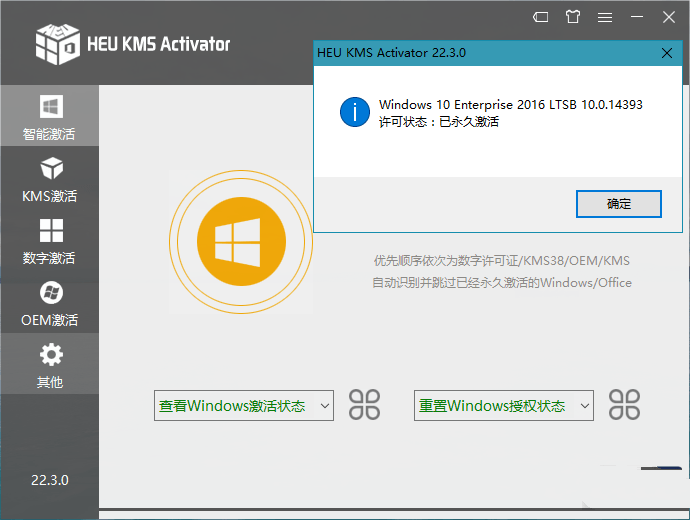 HEU KMS Activator
HEU KMS Activator 22.3.0
Windows 10 Enterprise 2016 LTSB 10.0.14393
许可状态：已永久激活
确定
智能激活
KMS激活
数字激活
OEM激活
其他
22.3.0
优先顺序依次为数字许可证/KMS38/OEM/KMS
自动识别并跳过已经永久激活的Windows/Office
查看Windows激活状态
重置Windows授权状态